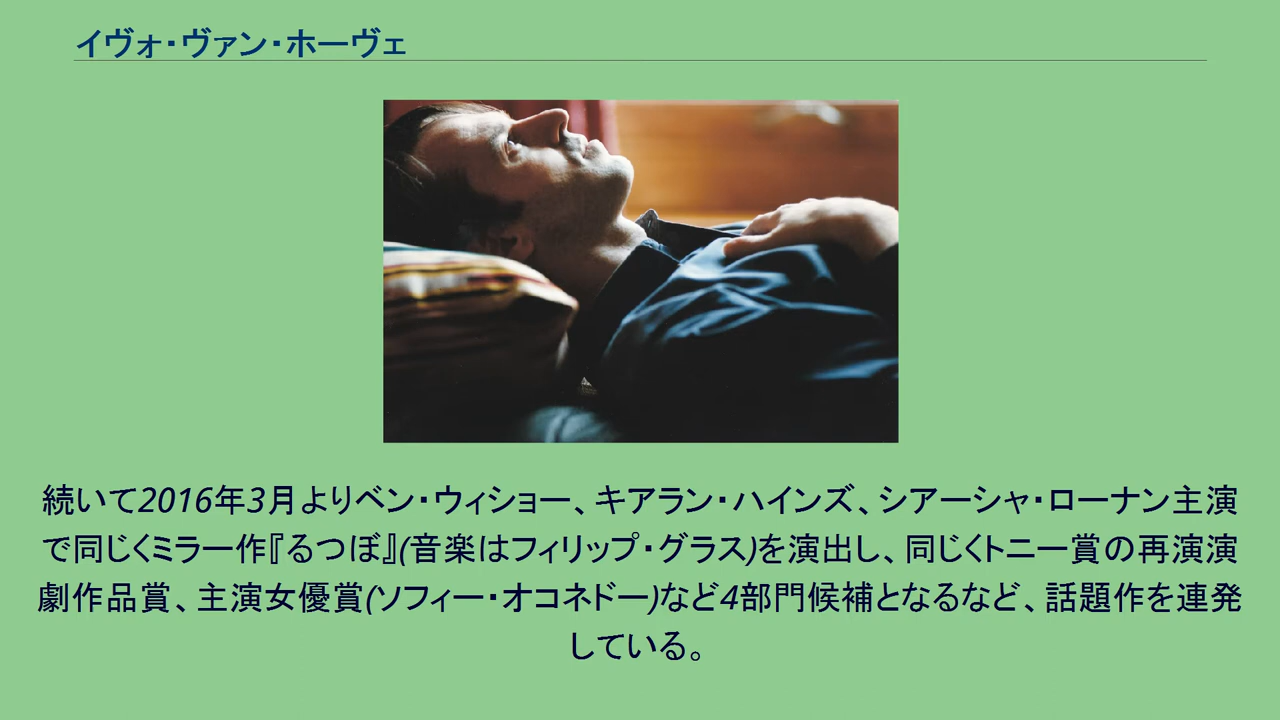 イヴォ・ヴァン・ホーヴェ
続いて2016年3月よりベン・ウィショー、キアラン・ハインズ、シアーシャ・ローナン主演
で同じくミラー作『るつぼ』(音楽はフィリップ・グラス)を演出し、同じくトニー賞の再演演
劇作品賞、主演女優賞(ソフィー・オコネドー)など4部門候補となるなど、話題作を連発
している。